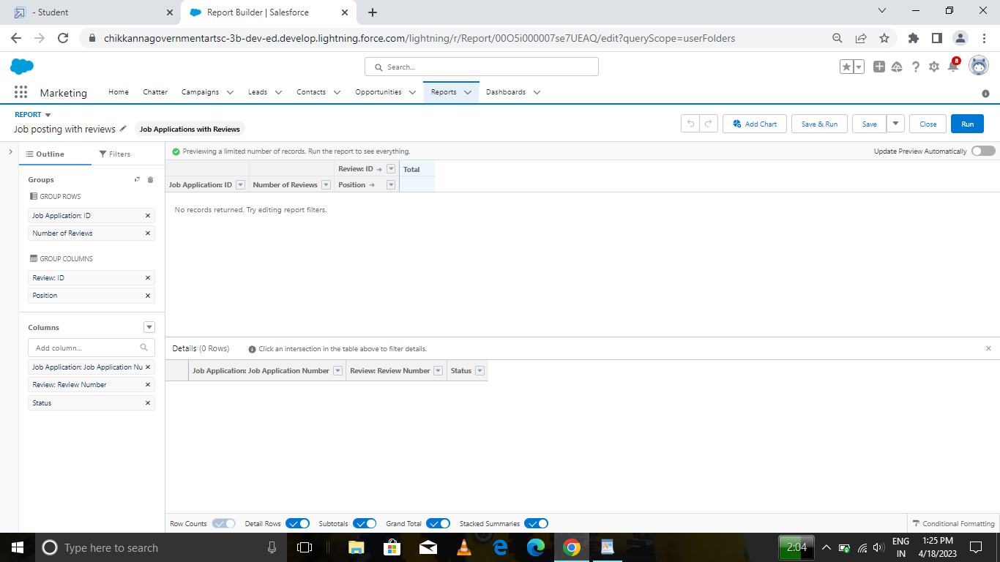 - Student
Report Builder | Salesforce
chikkannagovernmentartsc-3b-dev-ed.develop.lightning.force.com/lightning/r/Report/00O5i000007se7UEAQ/edit?queryScope=userFolders
Search...
8
Marketing
Home Chatter Campaigns Leads Contacts Opportunities Reports Dashboards
REPORT
Job posting with reviews
Job Applications with Reviews
Add Chart Save & Run Save Close Run
Outline Filters
Previewing a limited number of records. Run the report to see everything.
Update Preview Automatically
Groups
GROUP ROWS
Job Application: ID
Number of Reviews
GROUP COLUMNS
Review: ID
Position
Columns
Add column...
Job Application: Job Application Nu
Review: Review Number
Status
Review: ID Total
Job Application: ID Number of Reviews Position
No records returned. Try editing report filters.
Details (0 Rows) Click an intersection in the table above to filter details.
Job Application: Job Application Number Review: Review Number Status
Row Counts Detail Rows Subtotals Grand Total Stacked Summaries
Conditional Formatting
Type here to search
2:04
ENG
IN
1:25 PM
4/18/2023